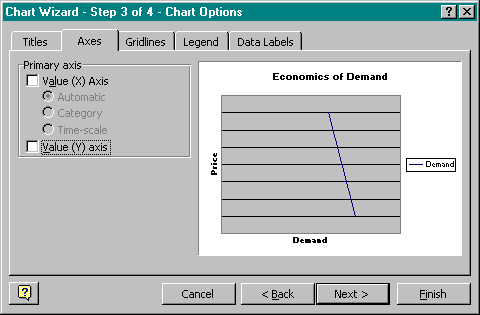 Chart Wizard - Step 3 of 4 - Chart Options
Titles Axes Gridlines Legend Data Labels
Primary axis
Value (X) Axis
Automatic
Category
Time-scale
Value (Y) axis
Economics of Demand
Price
Demand
Demand
Cancel < Back Next > Finish